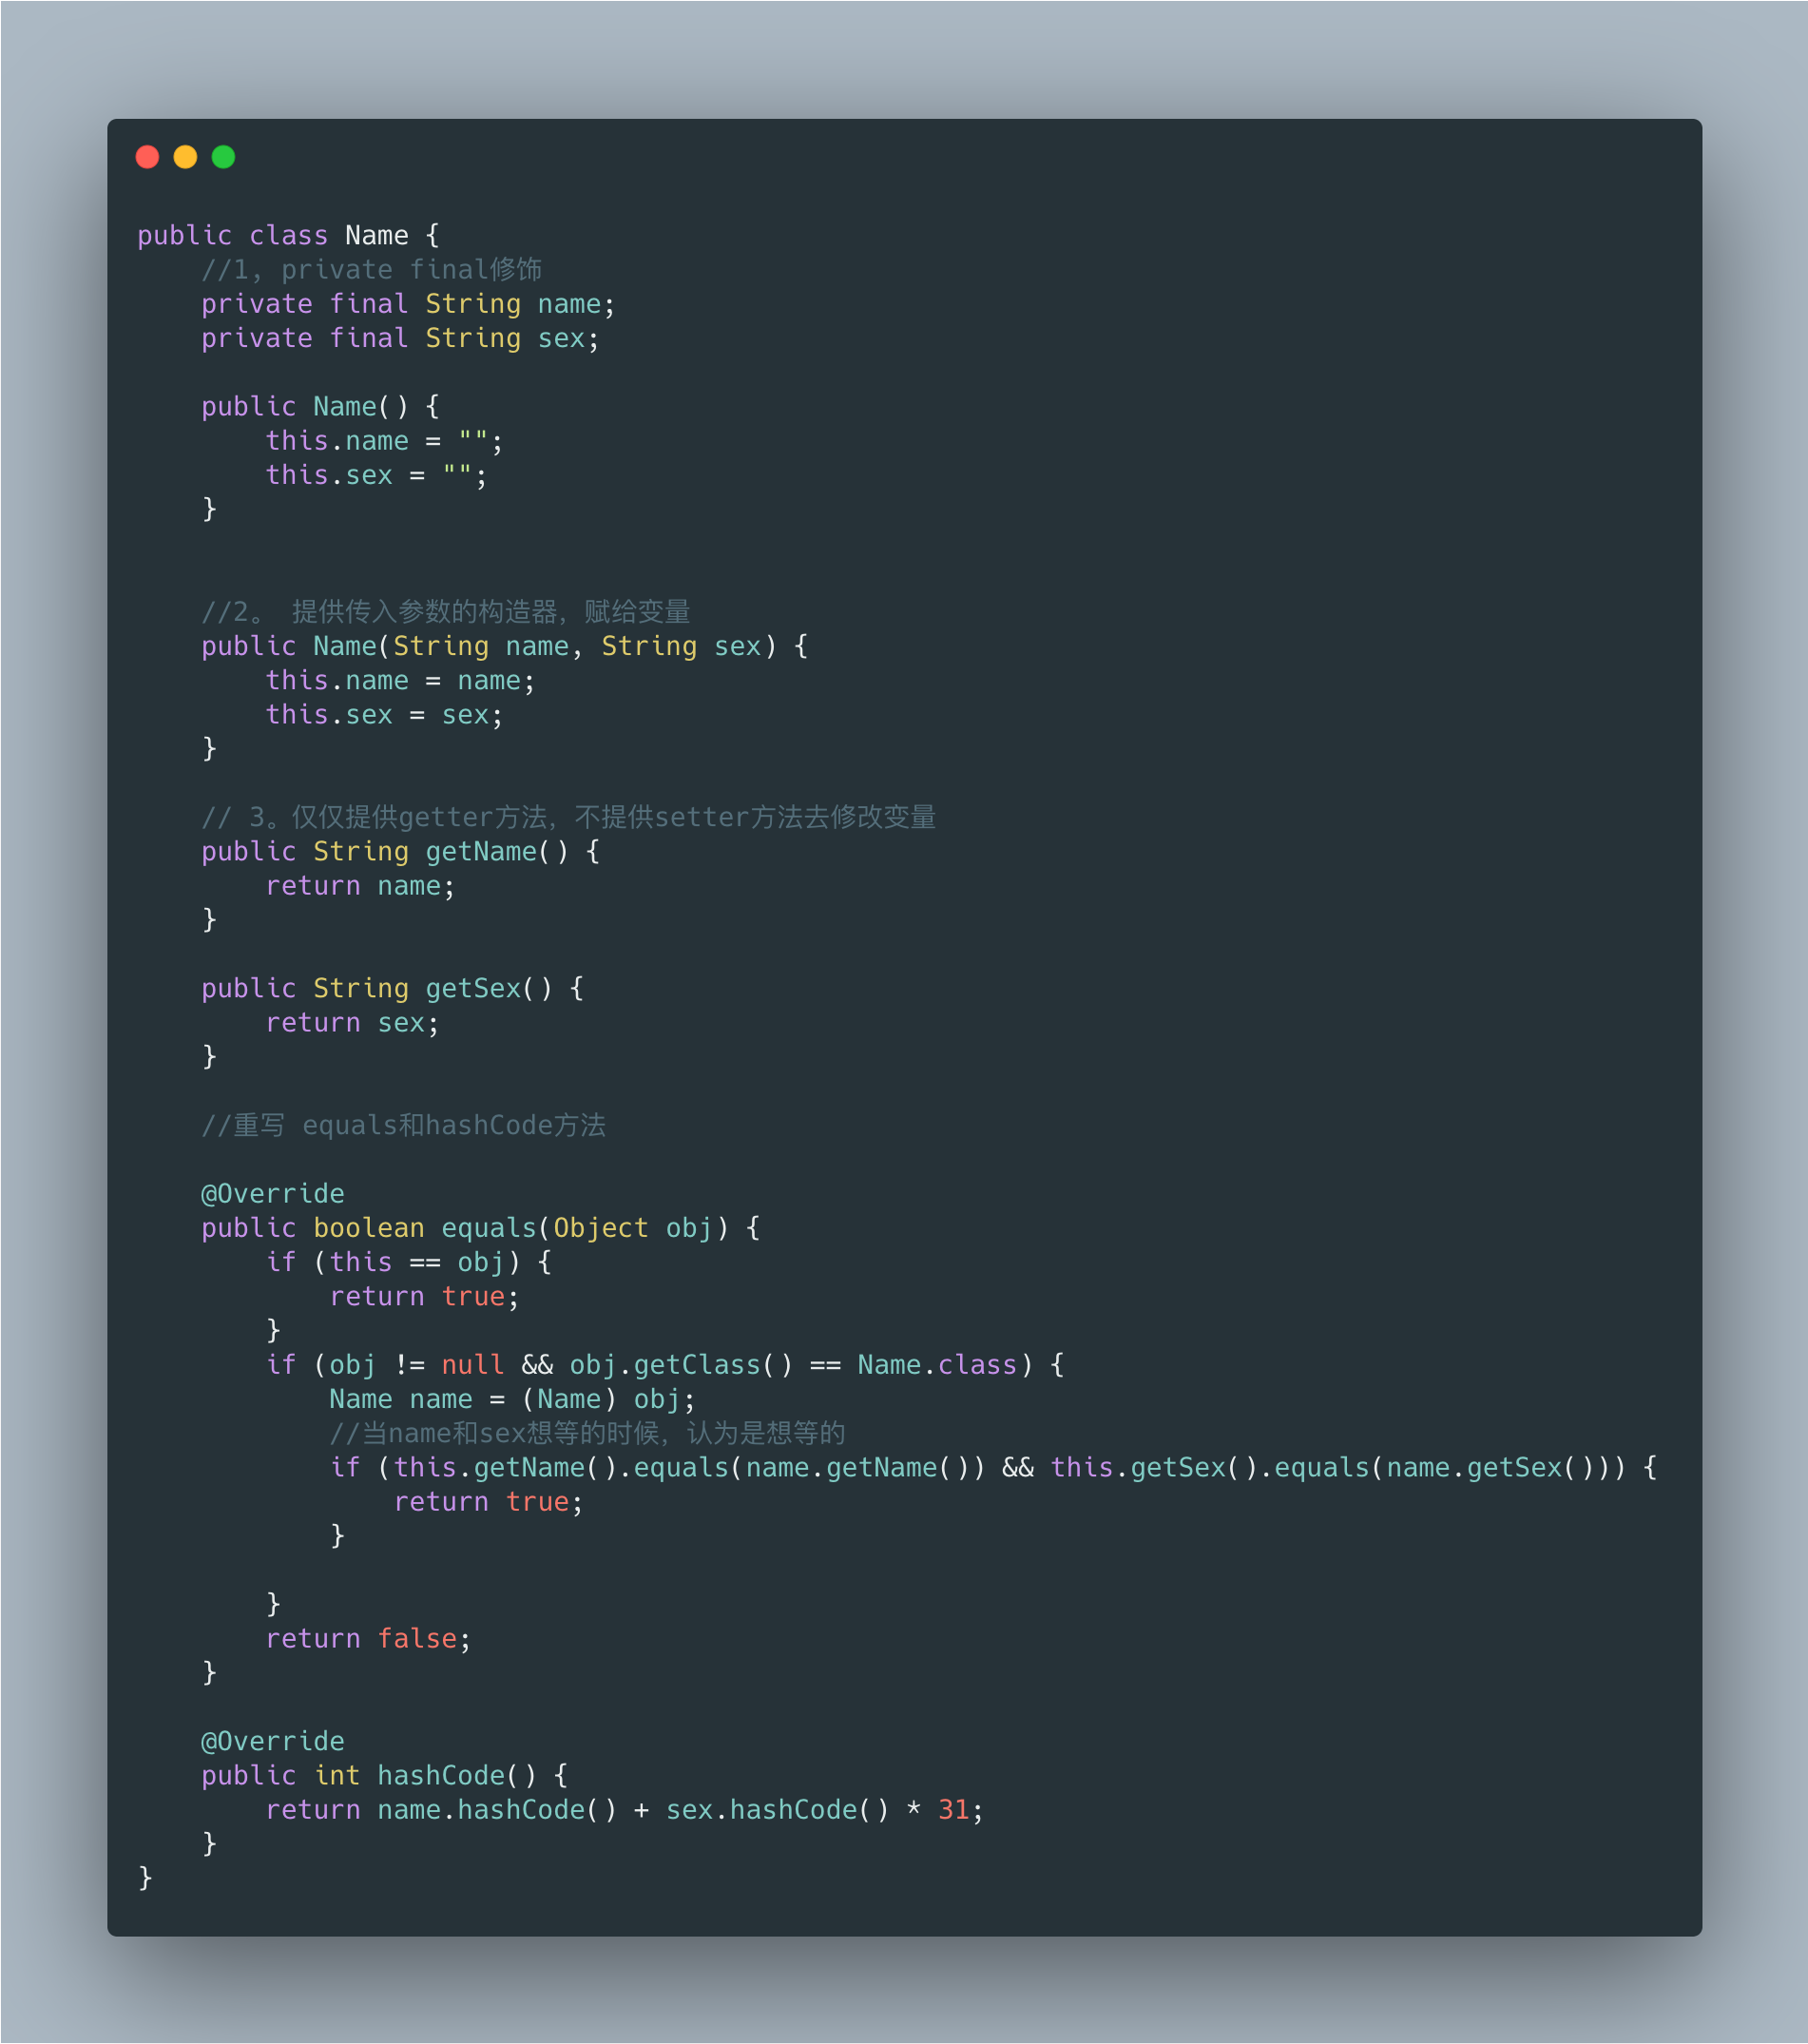 public class Name {
    //1, private final修饰
    private final String name;
    private final String sex;

    public Name() {
        this.name = "";
        this.sex = "";
    }


    //2。 提供传入参数的构造器，赋给变量
    public Name(String name, String sex) {
        this.name = name;
        this.sex = sex;
    }

    // 3。仅仅提供getter方法，不提供setter方法去修改变量
    public String getName() {
        return name;
    }

    public String getSex() {
        return sex;
    }

    //重写 equals和hashCode方法

    @Override
    public boolean equals(Object obj) {
        if (this == obj) {
            return true;
        }
        if (obj != null && obj.getClass() == Name.class) {
            Name name = (Name) obj;
            //当name和sex想等的时候，认为是想等的
            if (this.getName().equals(name.getName()) && this.getSex().equals(name.getSex())) {
                return true;
            }

        }
        return false;
    }

    @Override
    public int hashCode() {
        return name.hashCode() + sex.hashCode() * 31;
    }
}